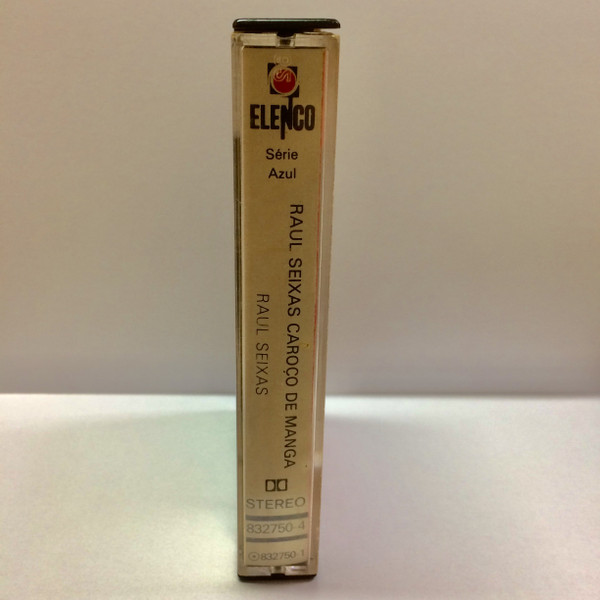 ELENCO
Série
Azul
RAUL SEIXAS CAROÇO DE MANGA
RAUL SEIXAS
STEREO
832750-4
832750-1